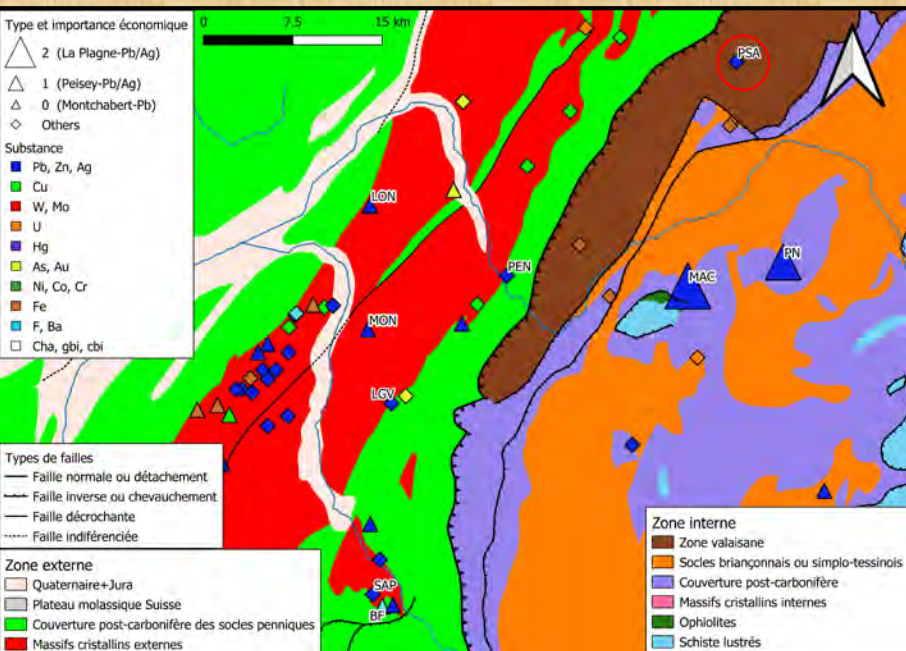 Type et importance économique
2 (La Plagne-Pb/Ag)
1 (Peisey-Pb/Ag)
0 (Montchabert-Pb)
Others
Substance
Pb, Zn, Ag
Cu
W, Mo
U
Hg
As, Au
Ni, Co, Cr
Fe
F, Ba
Cha, gbi, cbi
0 7.5 15 km
PSA
LON
PEN
PN
MAC
MON
LGV
SAP
BF
Types de failles
Faille normale ou détachement
Faille inverse ou chevauchement
Faille décrochante
Faille indiférenciée
Zone externe
Quaternaire+Jura
Plateau molassique Suisse
Couverture post-carbonifère des socles penniques
Massifs cristallins externes
Zone interne
Zone valaisane
Socles briançonnais ou simplo-tessinois
Couverture post-carbonifère
Massifs cristallins internes
Ophiolites
Schiste lustrés